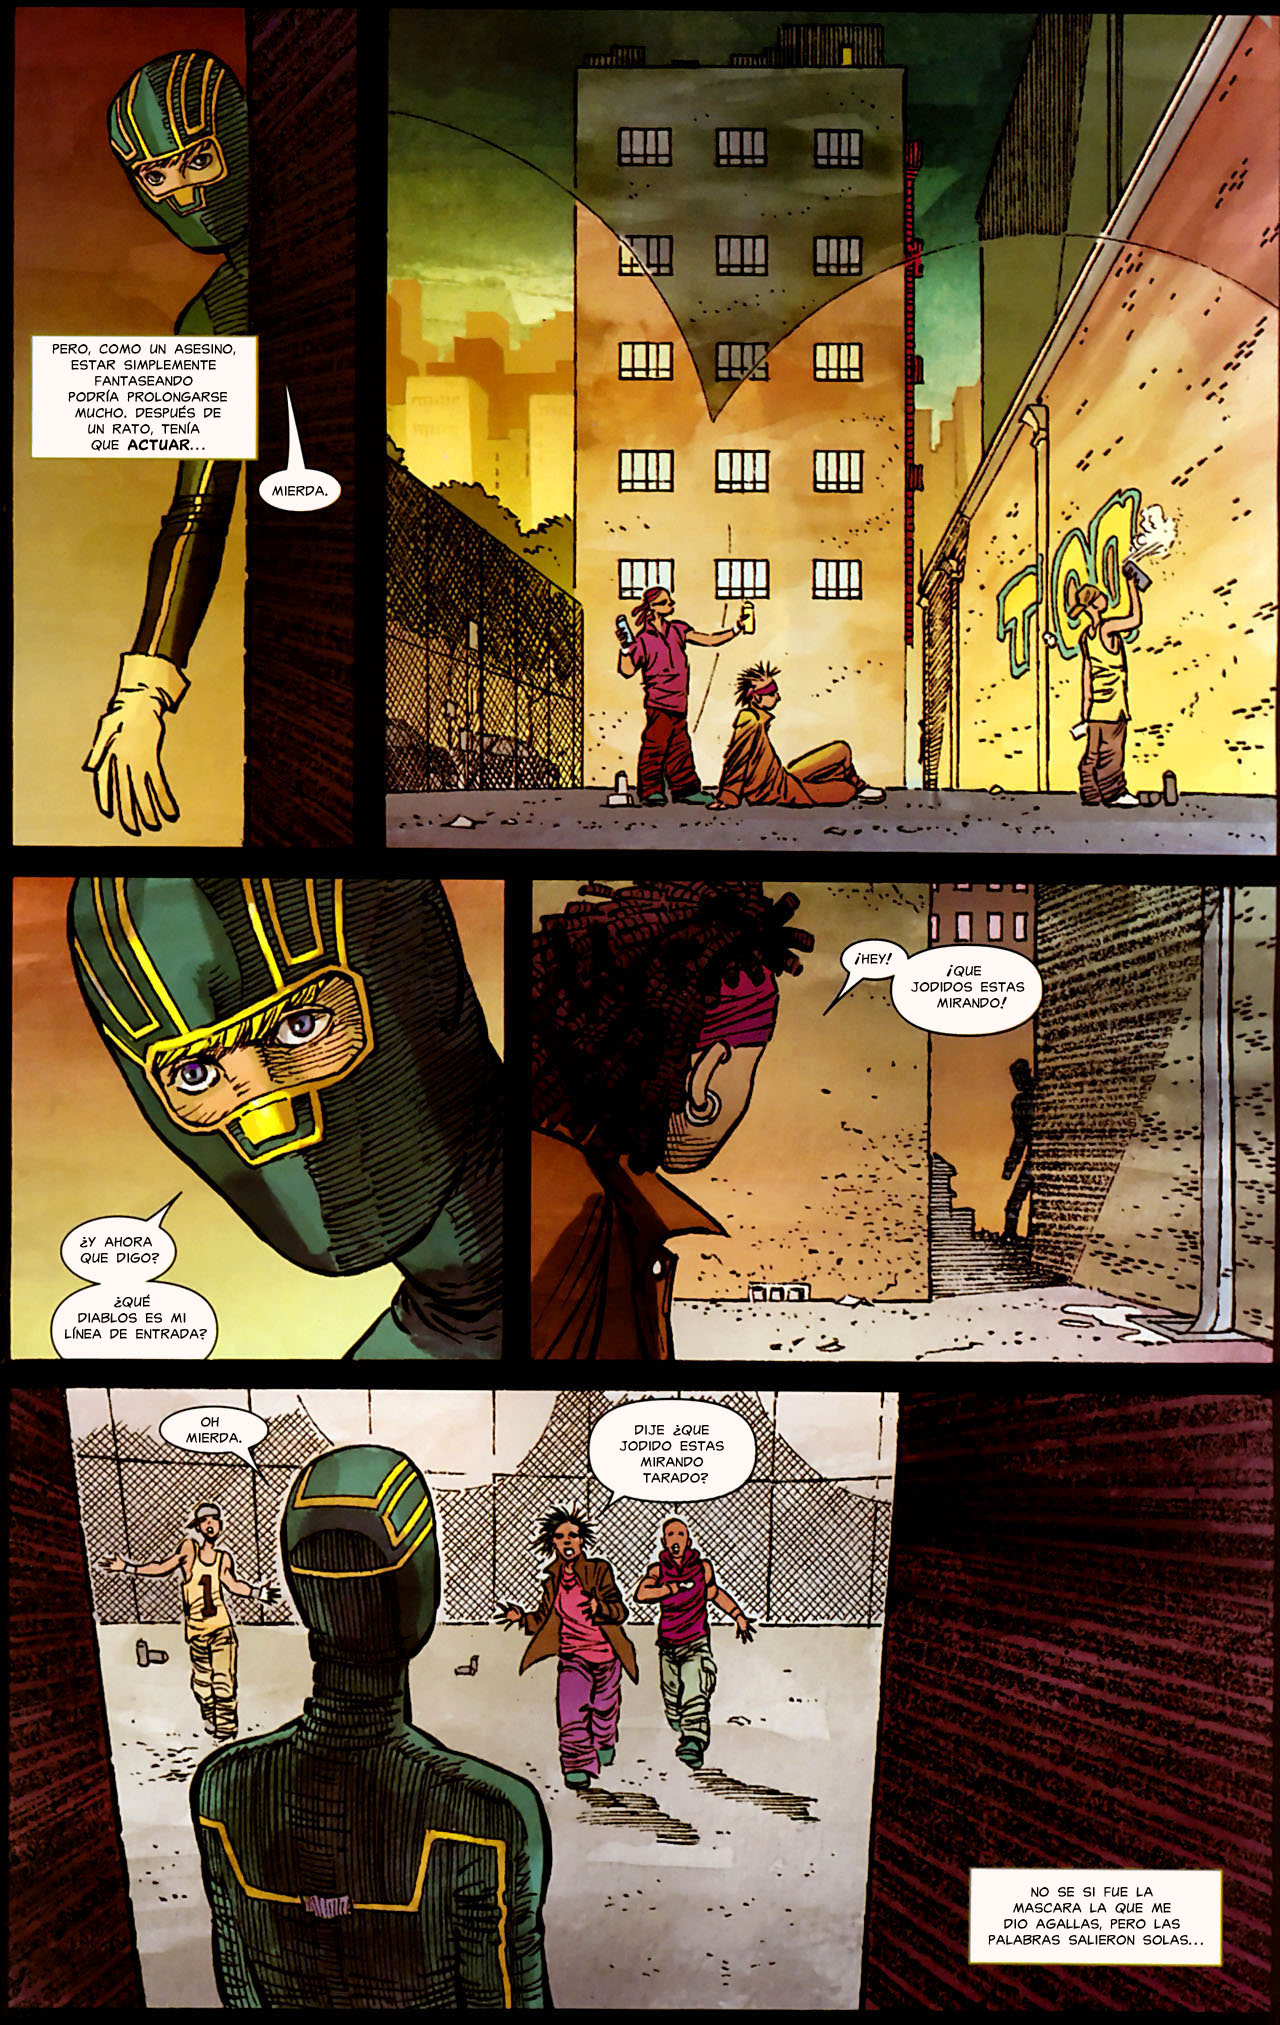 PERO, COMO UN ASESINO,
ESTAR SIMPLEMENTE
FANTASEANDO
PODRÍA PROLONGARSE
MUCHO. DESPUÉS DE
UN RATO, TENÍA
QUE ACTUAR...
MIERDA.
¿Y AHORA
QUE DIGO?
¿QUÉ
DIABLOS ES MI
LÍNEA DE ENTRADA?
¡HEY!
¡QUE
JODIDOS ESTAS
MIRANDO!
OH
MIERDA.
DIJE ¿QUE
JODIDO ESTAS
MIRANDO
TARADO?
1
NO SE SI FUE LA
MASCARA LA QUE ME
DIO AGALLAS, PERO LAS
PALABRAS SALIERON SOLAS...